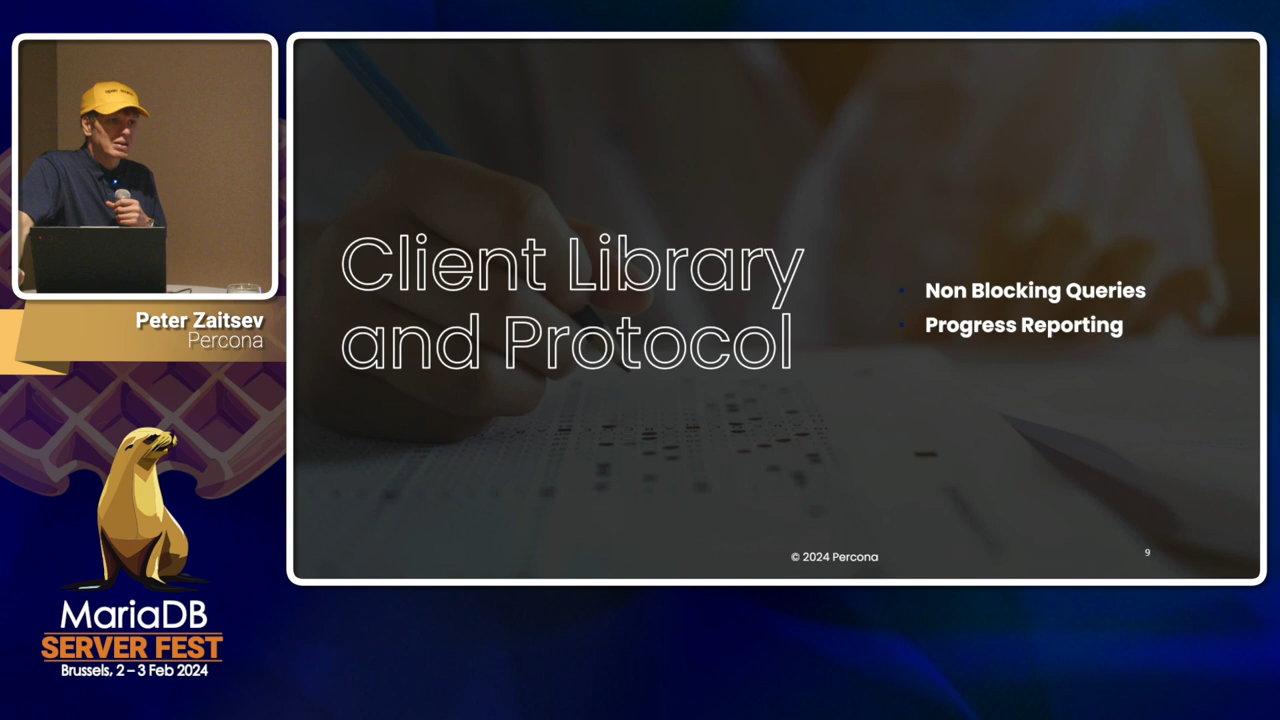 Peter Zaitsev
Percona
MariaDB
SERVER FEST
Brussels, 2 – 3 Feb 2024
Client Library
and Protocol
Non Blocking Queries
Progress Reporting
© 2024 Percona
9